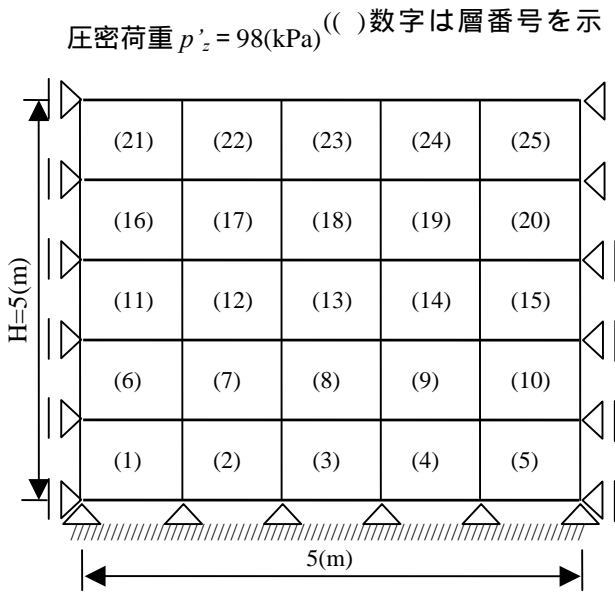 圧密荷重 p'z = 98(kPa) (( )数字は層番号を示
(21) (22) (23) (24) (25)
(16) (17) (18) (19) (20)
(11) (12) (13) (14) (15)
H=5(m)
(6) (7) (8) (9) (10)
(1) (2) (3) (4) (5)
5(m)